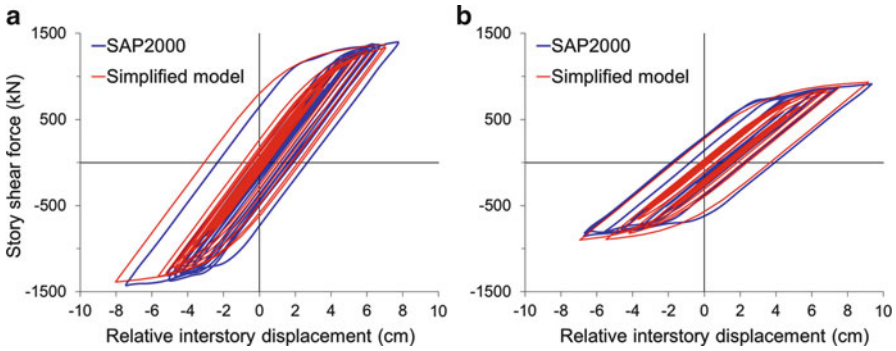 a
1500
SAP2000
Simplified model
500
-500
-1500
-10 -8 -6 -4 -2 0 2 4 6 8 10
Story shear force (kN)
Relative interstory displacement (cm)
b
1500
SAP2000
Simplified model
500
-500
-1500
-10 -8 -6 -4 -2 0 2 4 6 8 10
Relative interstory displacement (cm)